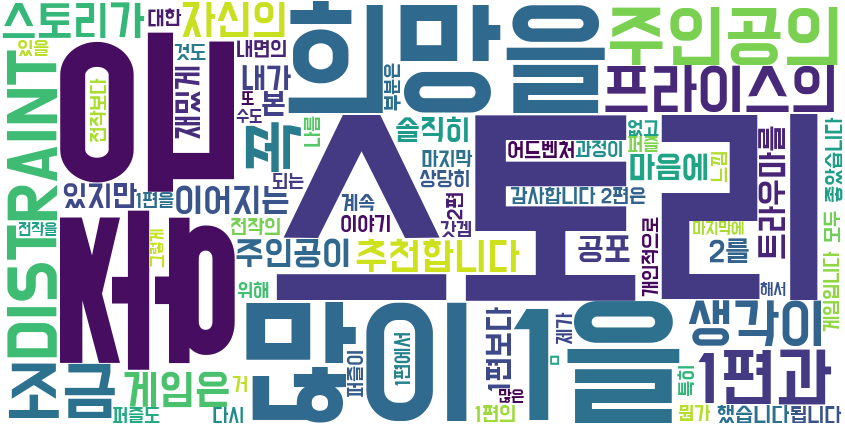 스토리가
대한
자신의
희망을
주인공의
있을
것도
내면의
안
전작보다
재밌게
내가
또
본
수도
부분은
프라이스의
DISTRAINT
꼭
나름
솔직히
스토리
어드벤처
과정이
없고
퍼즐
마지막
상당히
마음에
느낌
트라우마를
좋았습니다
있지만
1편을
이어지는
되는
계속
이야기
2편
갓겜
감사합니다
2편은
전작을
그렇게
전작의
좀
주인공이
추천합니다
공포
개인적으로
마지막에
2를
모두
위해
해서
게임입니다
많이
1편에서
1편보다
1
제가
을
생각이
조금
게임은
거
퍼즐이
많은
ㅁ
1편과
특히
퍼즐도
다시
1편의
뭔가
했습니다
됩니다